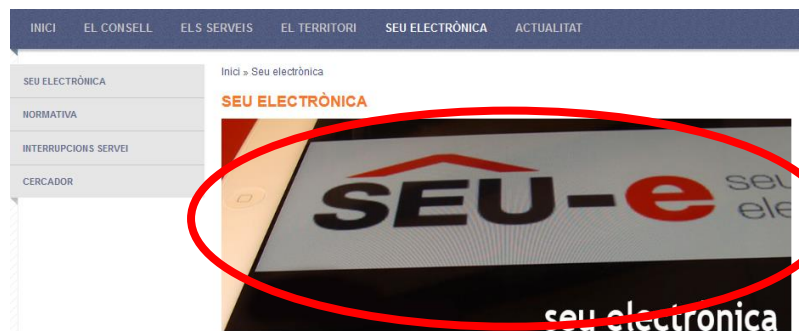 INICI EL CONSELL ELS SERVEIS EL TERRITORI SEU ELECTRÒNICA ACTUALITAT
Inici » Seu electrònica
SEU ELECTRÒNICA
NORMATIVA
INTERRUPCIONS SERVEI
CERCADOR
SEU ELECTRÒNICA
SEU-e
seu electrònica